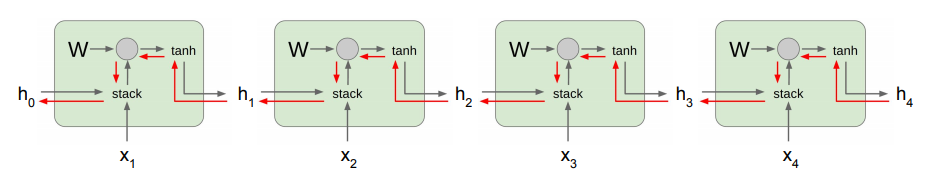 W tanh W tanh W tanh W tanh
h₀ stack h₁ stack h₂ stack h₃ stack h₄
x₁ x₂ x₃ x₄